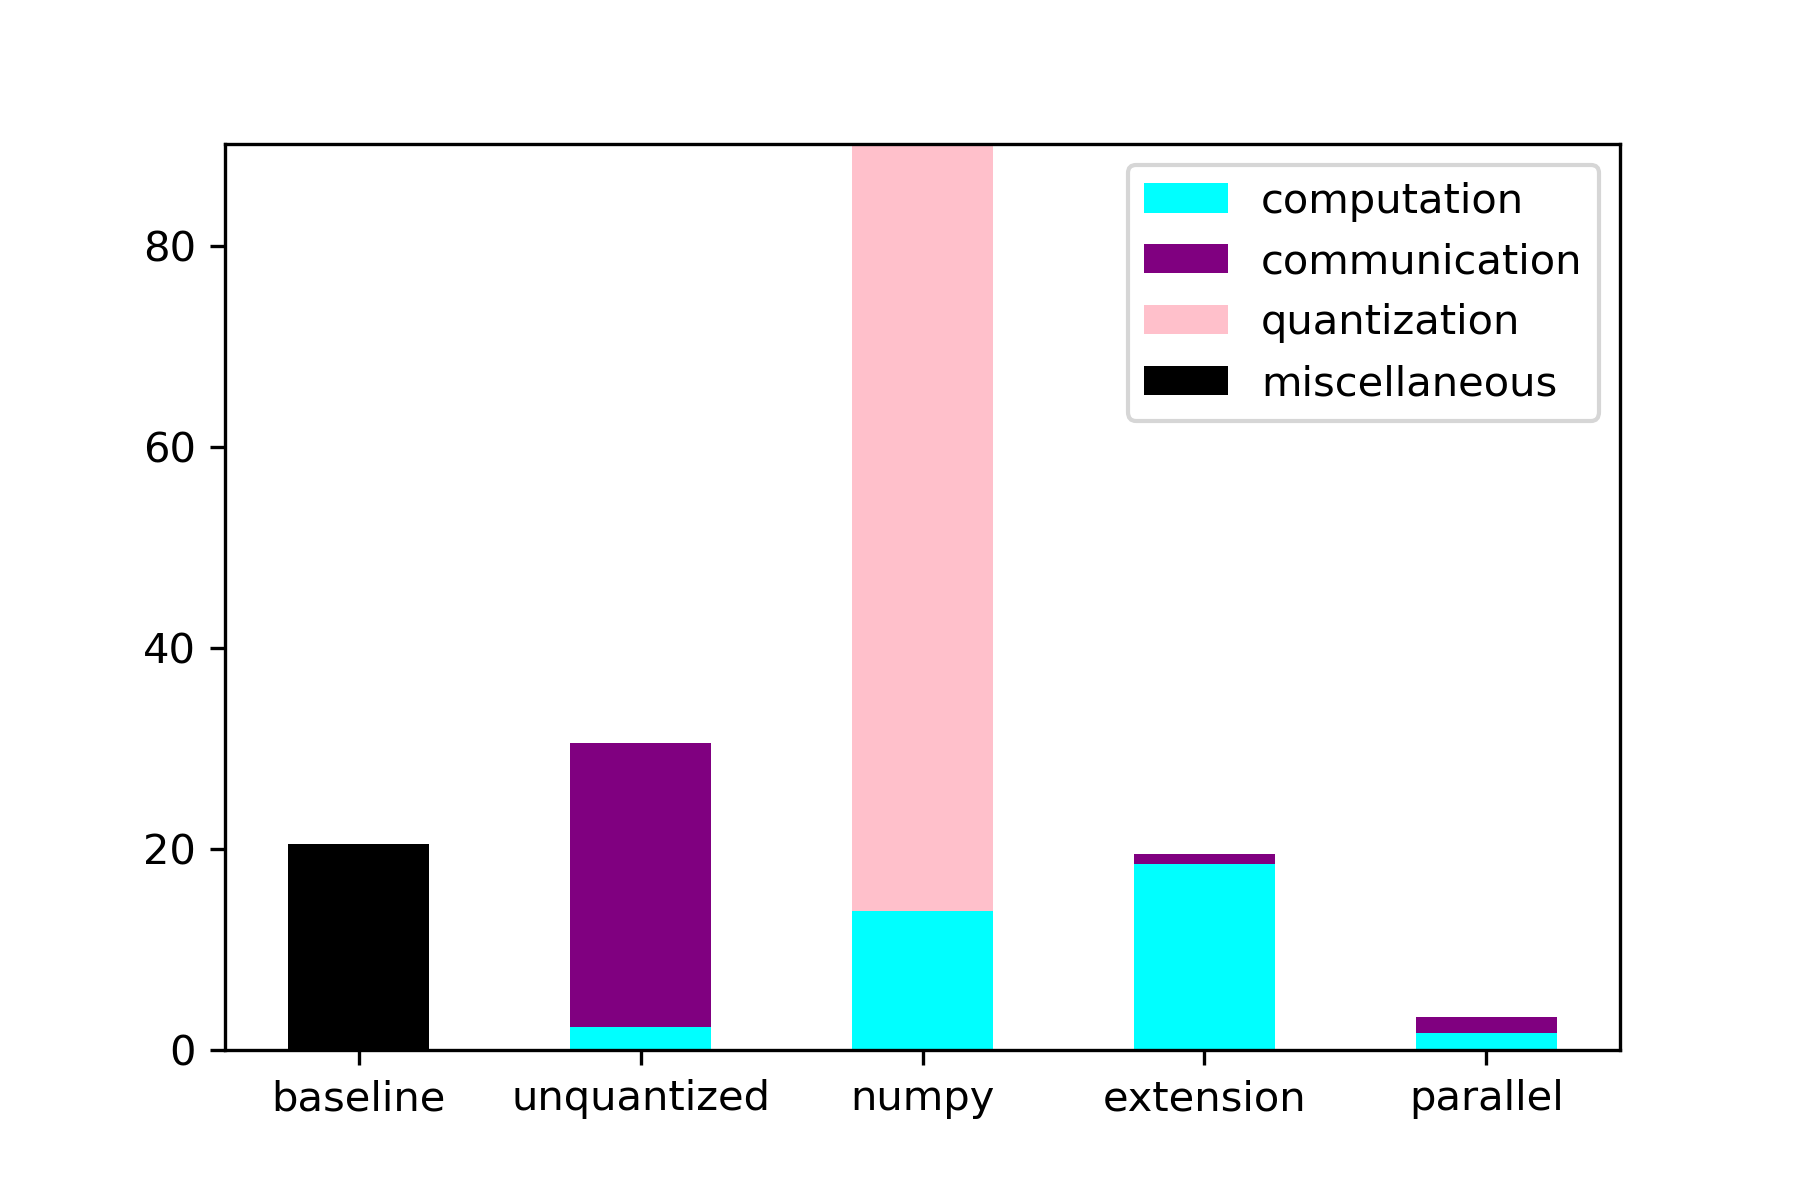 80
60
40
20
0
computation
communication
quantization
miscellaneous
baseline unquantized numpy extension parallel